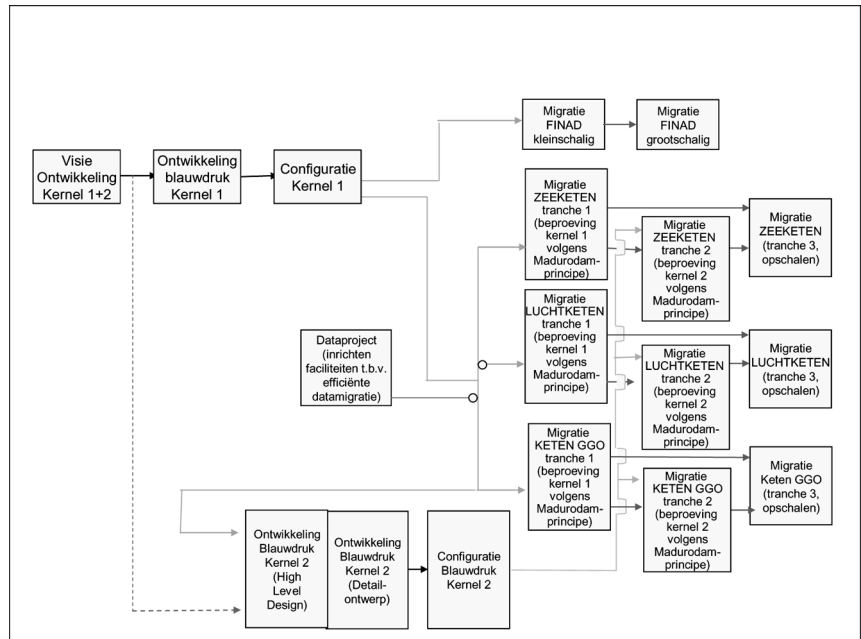 Visie
Ontwikkeling
Kernel 1+2
Ontwikkeling
blauwdruk
Kernel 1
Configuratie
Kernel 1
Migratie
FINAD
kleinschalig
Migratie
FINAD
grootschalig
Migratie
ZEEKETEN
tranche 1
(beproeving
kernel 1
volgens
Madurodam-
principe)
Migratie
ZEEKETEN
tranche 2
(beproeving
kernel 2
volgens
Madurodam-
principe)
Migratie
ZEEKETEN
(tranche 3,
opschalen)
Dataproject
(inrichten
faciliteiten t.b.v.
efficiënte
datamigratie)
Migratie
LUCHTKETEN
tranche 1
(beproeving
kernel 1
volgens
Madurodam-
principe)
Migratie
LUCHTKETEN
tranche 2
(beproeving
kernel 2
volgens
Madurodam-
principe)
Migratie
LUCHTKETEN
(tranche 3,
opschalen)
Migratie
KETEN GGO
tranche 1
(beproeving
kernel 1
volgens
Madurodam-
principe)
Migratie
KETEN GGO
tranche 2
(beproeving
kernel 2
volgens
Madurodam-
principe)
Migratie
Keten GGO
(tranche 3,
opschalen)
Ontwikkeling
Blauwdruk
Kernel 2
(High
Level
Design)
Ontwikkeling
Blauwdruk
Kernel 2
(Detail-
ontwerp)
Configuratie
Blauwdruk
Kernel 2